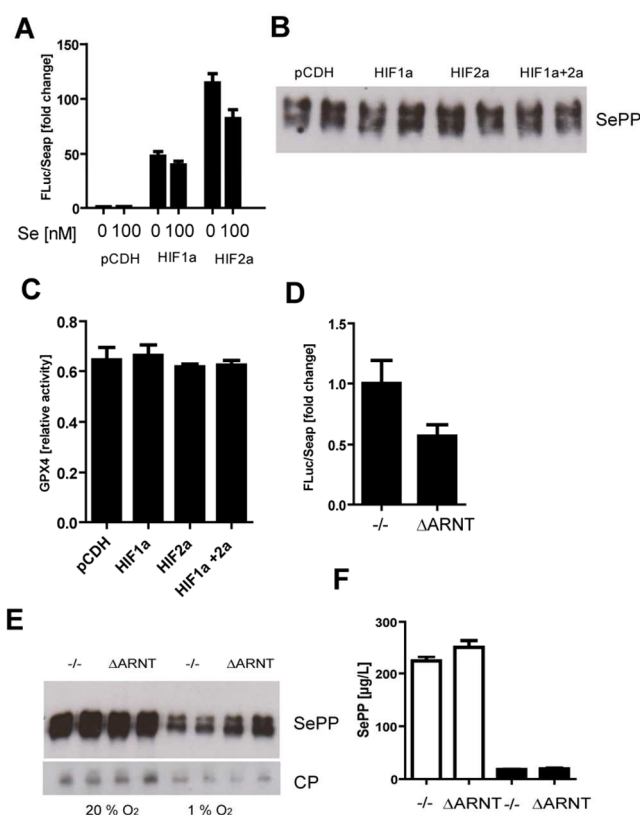 A
FLuc/Seap [fold change]
150
100
50
0
Se [nM]
0 100 0 100 0 100
pCDH HIF1a HIF2a
B
pCDH HIF1a HIF2a HIF1a+2a
SePP
C
GPX4 [relative activity]
0.8
0.6
0.4
0.2
0.0
pCDH HIF1a HIF2a HIF1a +2a
D
FLuc/Seap [fold change]
1.5
1.0
0.5
0.0
-/- ΔARNT
E
-/- ΔARNT -/- ΔARNT
SePP
CP
20 % O₂ 1 % O₂
F
SePP [µg/L]
300
200
100
0
-/- ΔARNT -/- ΔARNT